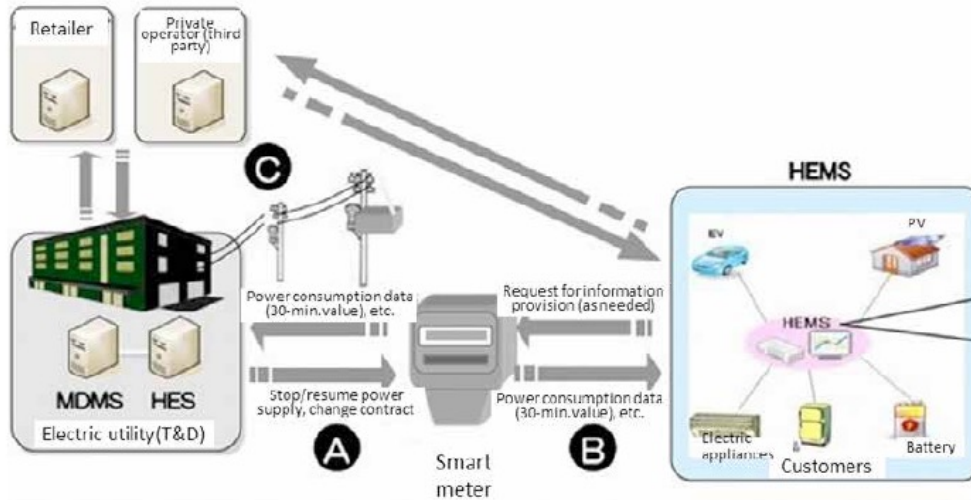 Retailer
Private
operator (third
party)
C
HEMS
EV
PV
Power consumption data
(30-min.value), etc.
Request for information
provision (as needed)
HEMS
MDMS
HES
Stop/resume power
supply, change contract
Power consumption data
(30-min.value), etc.
Electric utility(T&D)
A
B
Electric
appliances
&
Battery
Customers
Smart
meter